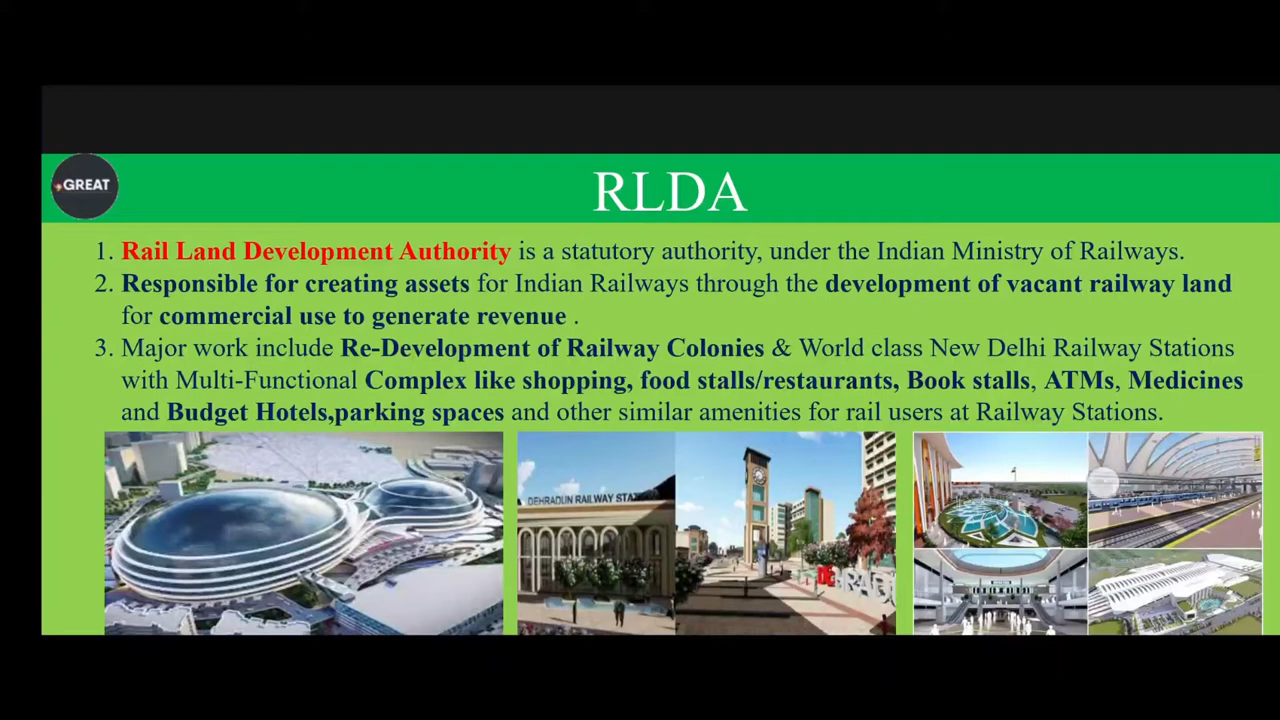 GREAT
RLDA
1. Rail Land Development Authority is a statutory authority, under the Indian Ministry of Railways.
2. Responsible for creating assets for Indian Railways through the development of vacant railway land
for commercial use to generate revenue .
3. Major work include Re-Development of Railway Colonies & World class New Delhi Railway Stations
with Multi-Functional Complex like shopping, food stalls/restaurants, Book stalls, ATMs, Medicines
and Budget Hotels,parking spaces and other similar amenities for rail users at Railway Stations.
DEHRADUN RAILWAY STAT